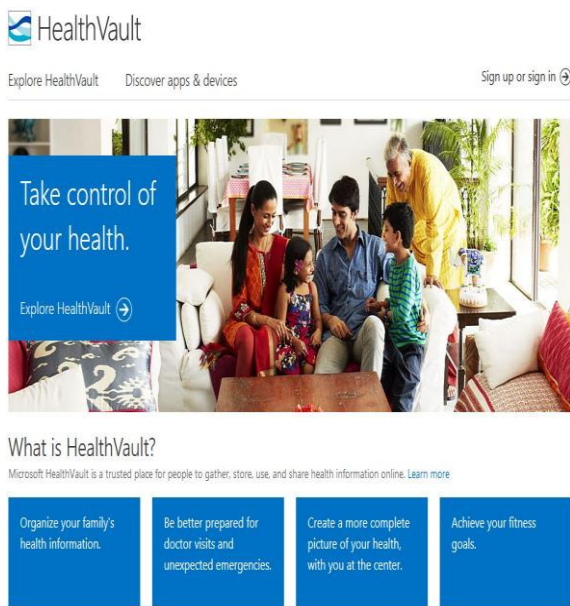 HealthVault
Explore HealthVault Discover apps & devices Sign up or sign in
Take control of
your health.
Explore HealthVault
What is HealthVault?
Microsoft HealthVault is a trusted place for people to gather, store, use, and share health information online. Learn more
Organize your family's
health information.
Be better prepared for
doctor visits and
unexpected emergencies.
Create a more complete
picture of your health,
with you at the center.
Achieve your fitness
goals.